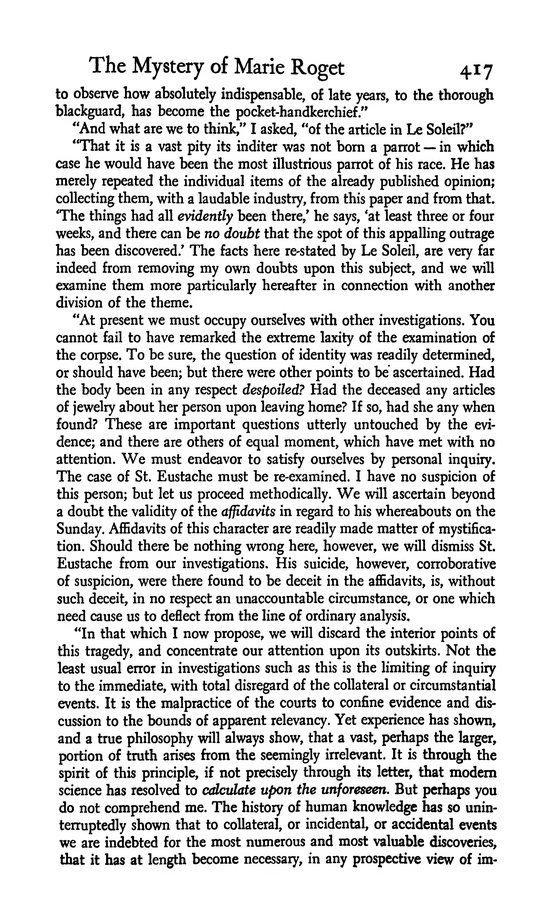 The Mystery of Marie Roget 417
to observe how absolutely indispensable, of late years, to the thorough
blackguard, has become the pocket-handkerchief.”
“And what are we to think,” I asked, “of the article in Le Soleil?”
“That it is a vast pity its inditer was not born a parrot — in which
case he would have been the most illustrious parrot of his race. He has
merely repeated the individual items of the already published opinion;
collecting them, with a laudable industry, from this paper and from that.
‘The things had all evidently been there,’ he says, ‘at least three or four
weeks, and there can be no doubt that the spot of this appalling outrage
has been discovered.’ The facts here re-stated by Le Soleil, are very far
indeed from removing my own doubts upon this subject, and we will
examine them more particularly hereafter in connection with another
division of the theme.
“At present we must occupy ourselves with other investigations. You
cannot fail to have remarked the extreme laxity of the examination of
the corpse. To be sure, the question of identity was readily determined,
or should have been; but there were other points to be ascertained. Had
the body been in any respect despoiled? Had the deceased any articles
of jewelry about her person upon leaving home? If so, had she any when
found? These are important questions utterly untouched by the evi-
dence; and there are others of equal moment, which have met with no
attention. We must endeavor to satisfy ourselves by personal inquiry.
The case of St. Eustache must be re-examined. I have no suspicion of
this person; but let us proceed methodically. We will ascertain beyond
a doubt the validity of the affidavits in regard to his whereabouts on the
Sunday. Affidavits of this character are readily made matter of mystifica-
tion. Should there be nothing wrong here, however, we will dismiss St.
Eustache from our investigations. His suicide, however, corroborative
of suspicion, were there found to be deceit in the affidavits, is, without
such deceit, in no respect an unaccountable circumstance, or one which
need cause us to deflect from the line of ordinary analysis.
“In that which I now propose, we will discard the interior points of
this tragedy, and concentrate our attention upon its outskirts. Not the
least usual error in investigations such as this is the limiting of inquiry
to the immediate, with total disregard of the collateral or circumstantial
events. It is the malpractice of the courts to confine evidence and dis-
cussion to the bounds of apparent relevancy. Yet experience has shown,
and a true philosophy will always show, that a vast, perhaps the larger,
portion of truth arises from the seemingly irrelevant. It is through the
spirit of this principle, if not precisely through its letter, that modern
science has resolved to calculate upon the unforeseen. But perhaps you
do not comprehend me. The history of human knowledge has so unin-
terruptedly shown that to collateral, or incidental, or accidental events
we are indebted for the most numerous and most valuable discoveries,
that it has at length become necessary, in any prospective view of im-